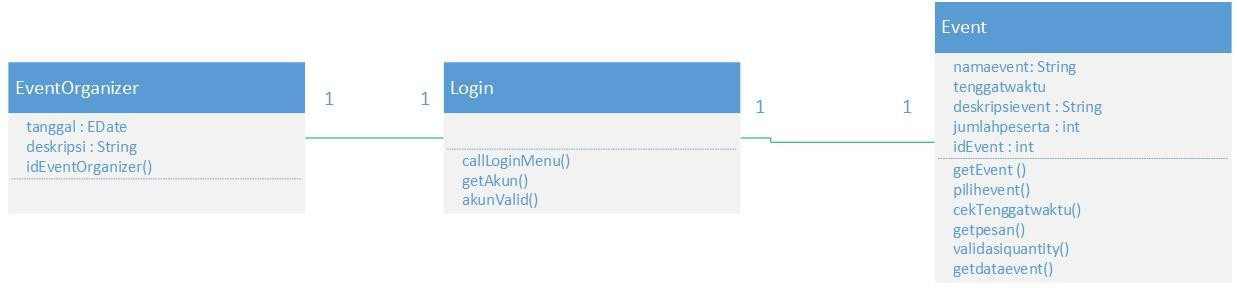 EventOrganizer
tanggal : EDate
deskripsi : String
idEventOrganizer()
1
1
Login
callLoginMenu()
getAkun()
akunValid()
1
1
Event
namaevent: String
tenggatwaktu
deskripsievent : String
jumlahpeserta : int
idEvent : int
getEvent ()
pilihevent()
cekTenggatwaktu()
getpesan()
validasiquantity()
getdataevent()